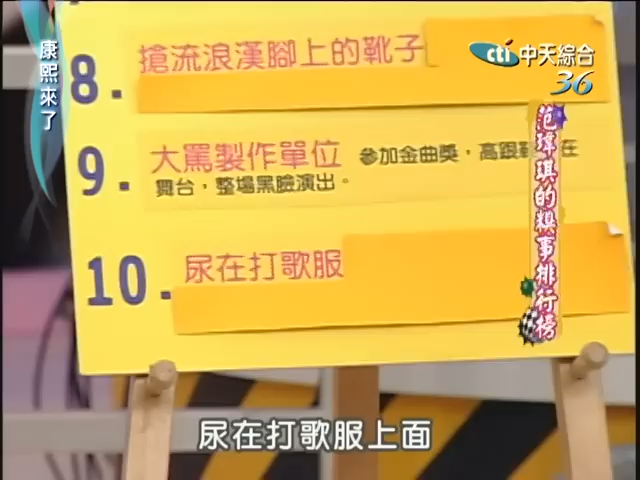 康熙來了
cti 中天綜合
36
范瑋琪的糗事排行榜
8. 搶流浪漢腳上的靴子
9. 大罵製作單位 參加金曲獎，高跟 在
舞台，整場黑臉演出。
10. 尿在打歌服
尿在打歌服上面